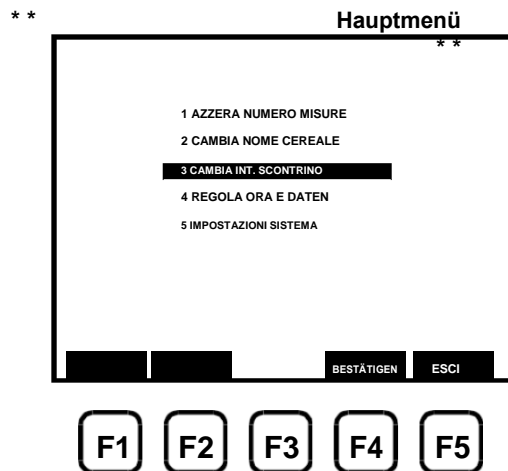 * * Hauptmenü
* *
1 AZZERA NUMERO MISURE
2 CAMBIA NOME CEREALE
3 CAMBIA INT. SCONTRINO
4 REGOLA ORA E DATEN
5 IMPOSTAZIONI SISTEMA
BESTÄTIGEN ESCI
F1 F2 F3 F4 F5